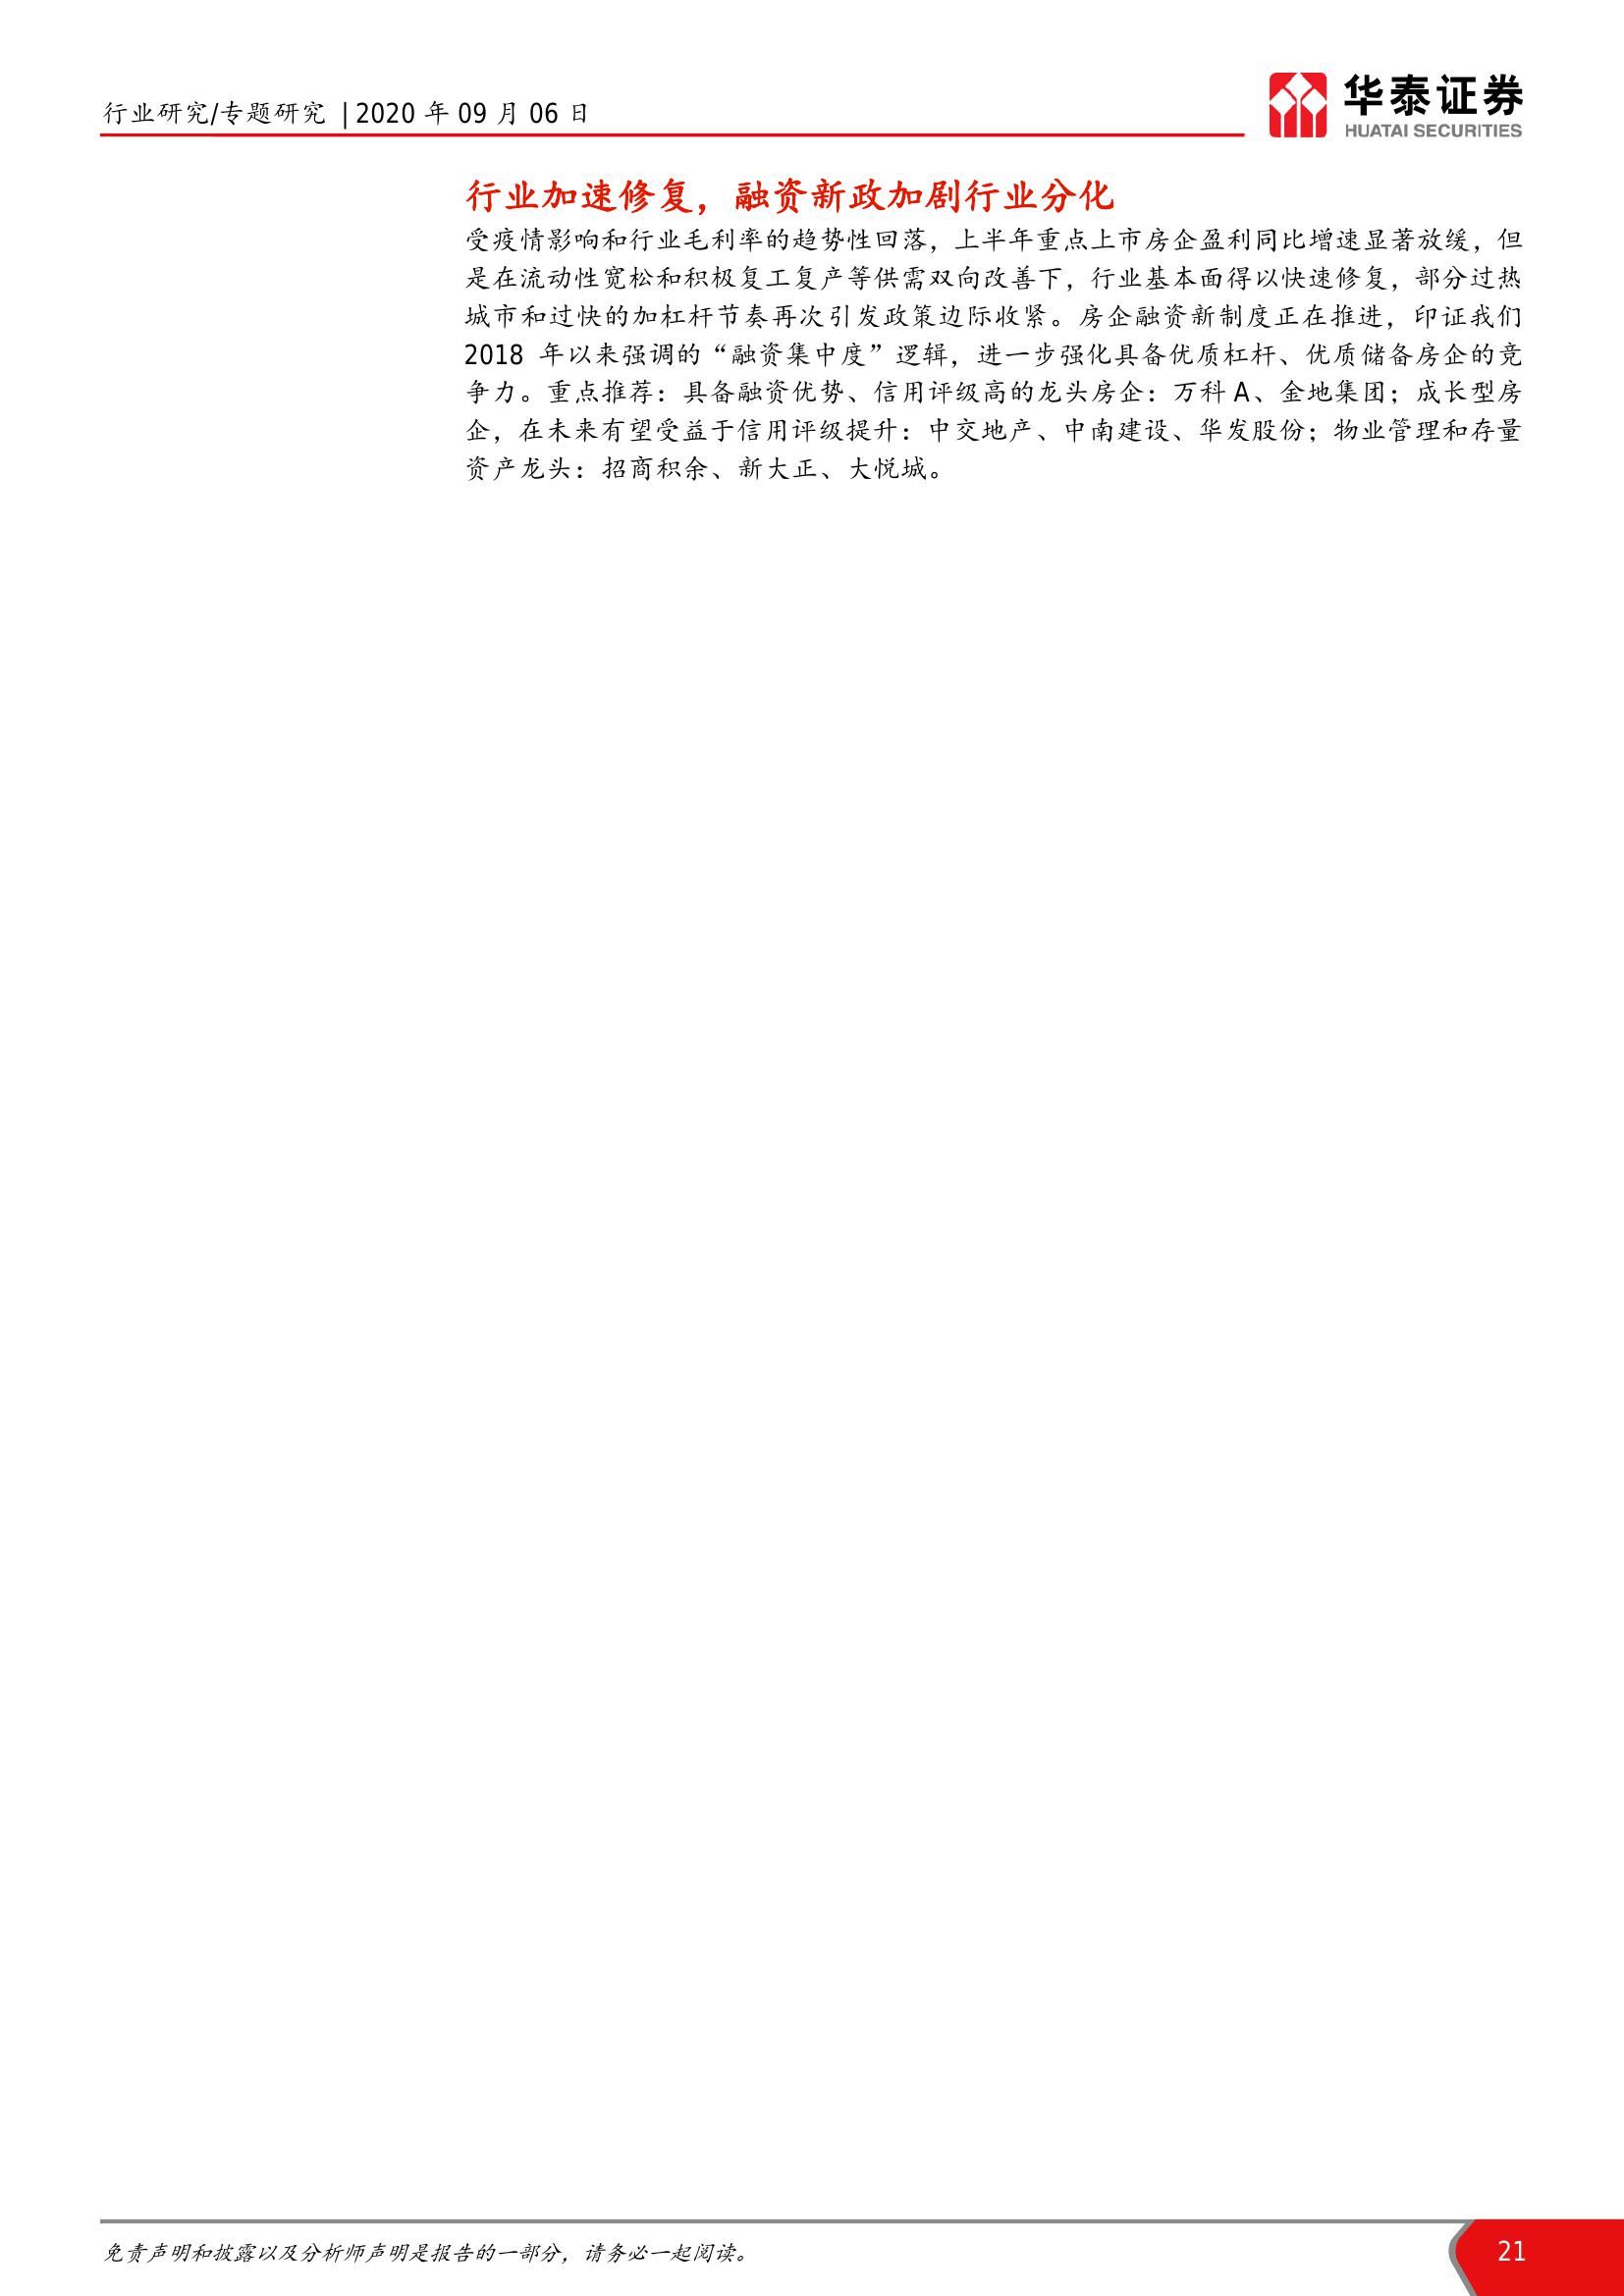 行业研究/专题研究 | 2020 年 09 月 06 日
华泰证券
HUATAI SECURITIES
行业加速修复，融资新政加剧行业分化
受疫情影响和行业毛利率的趋势性回落，上半年重点上市房企盈利同比增速显著放缓，但
是在流动性宽松和积极复工复产等供需双向改善下，行业基本面得以快速修复，部分过热
城市和过快的加杠杆节奏再次引发政策边际收紧。房企融资新制度正在推进，印证我们
2018 年以来强调的“融资集中度”逻辑，进一步强化具备优质杠杆、优质储备房企的竞
争力。重点推荐：具备融资优势、信用评级高的龙头房企：万科 A、金地集团；成长型房
企，在未来有望受益于信用评级提升：中交地产、中南建设、华发股份；物业管理和存量
资产龙头：招商积余、新大正、大悦城。
免责声明和披露以及分析师声明是报告的一部分，请务必一起阅读。
21